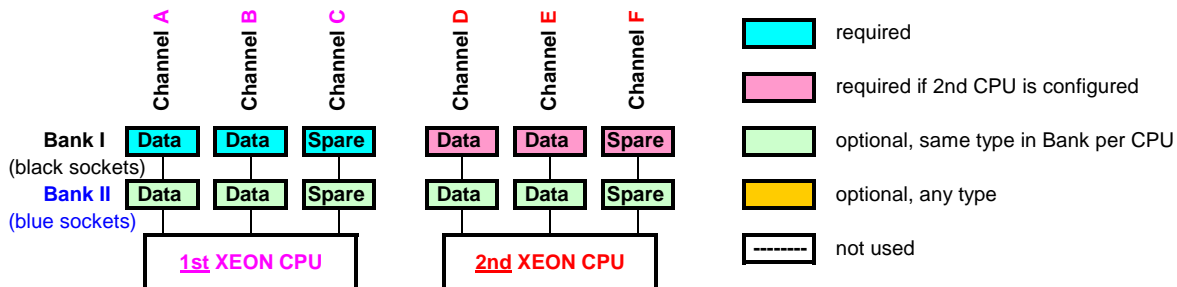 Channel A
Channel B
Channel C
Channel D
Channel E
Channel F
required
required if 2nd CPU is configured
Bank I
(black sockets)
Data Data Spare Data Data Spare
optional, same type in Bank per CPU
Bank II
(blue sockets)
Data Data Spare Data Data Spare
optional, any type
1st XEON CPU
2nd XEON CPU
-------- not used